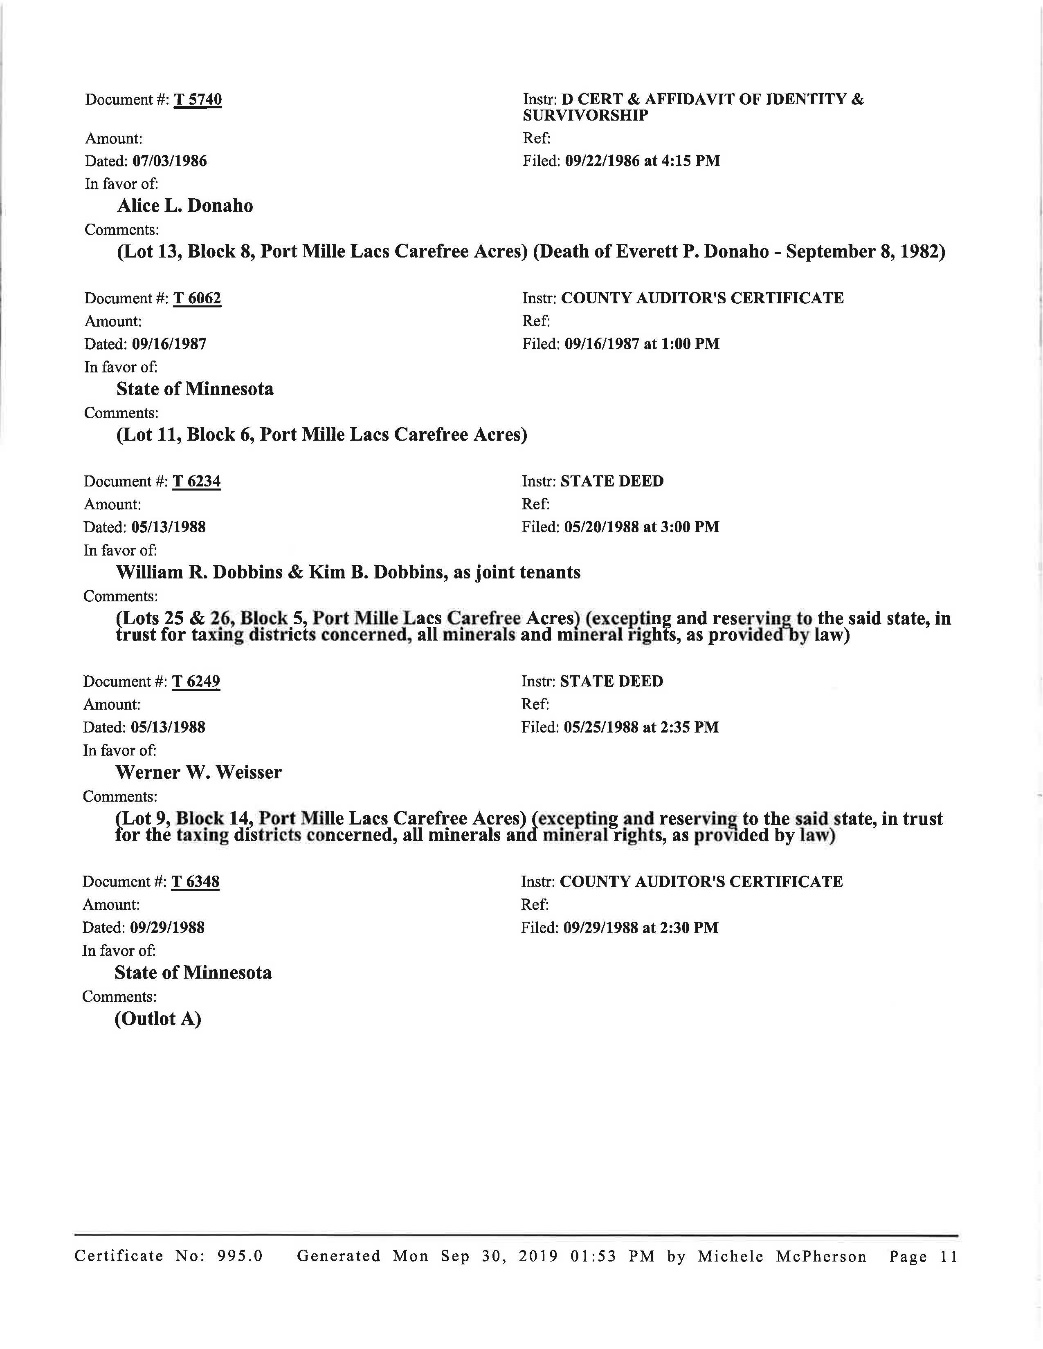 Document #: T 5740 Instr: D CERT & AFFIDAVIT OF IDENTITY &
SURVIVORSHIP
Amount: Ref:
Dated: 07/03/1986 Filed: 09/22/1986 at 4:15 PM
In favor of:
Alice L. Donaho
Comments:
(Lot 13, Block 8, Port Mille Lacs Carefree Acres) (Death of Everett P. Donaho - September 8, 1982)
Document #: T 6062 Instr: COUNTY AUDITOR'S CERTIFICATE
Amount: Ref:
Dated: 09/16/1987 Filed: 09/16/1987 at 1:00 PM
In favor of:
State of Minnesota
Comments:
(Lot 11, Block 6, Port Mille Lacs Carefree Acres)
Document #: T 6234 Instr: STATE DEED
Amount: Ref:
Dated: 05/13/1988 Filed: 05/20/1988 at 3:00 PM
In favor of:
William R. Dobbins & Kim B. Dobbins, as joint tenants
Comments:
(Lots 25 & 26, Block 5, Port Mille Lacs Carefree Acres) (excepting and reserving to the said state, in
trust for taxing districts concerned, all minerals and mineral rights, as provided by law)
Document #: T 6249 Instr: STATE DEED
Amount: Ref:
Dated: 05/13/1988 Filed: 05/25/1988 at 2:35 PM
In favor of:
Werner W. Weisser
Comments:
(Lot 9, Block 14, Port Mille Lacs Carefree Acres) (excepting and reserving to the said state, in trust
for the taxing districts concerned, all minerals and mineral rights, as provided by law)
Document #: T 6348 Instr: COUNTY AUDITOR'S CERTIFICATE
Amount: Ref:
Dated: 09/29/1988 Filed: 09/29/1988 at 2:30 PM
In favor of:
State of Minnesota
Comments:
(Outlot A)
Certificate No: 995.0 Generated Mon Sep 30, 2019 01:53 PM by Michele McPherson Page 11